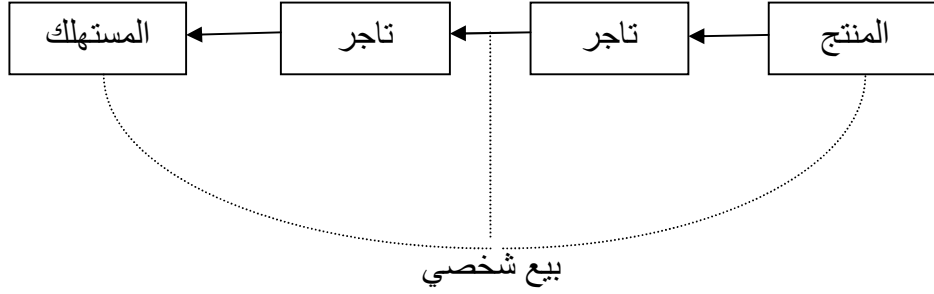 المنتج
تاجر
تاجر
المستهلك
بيع شخصي